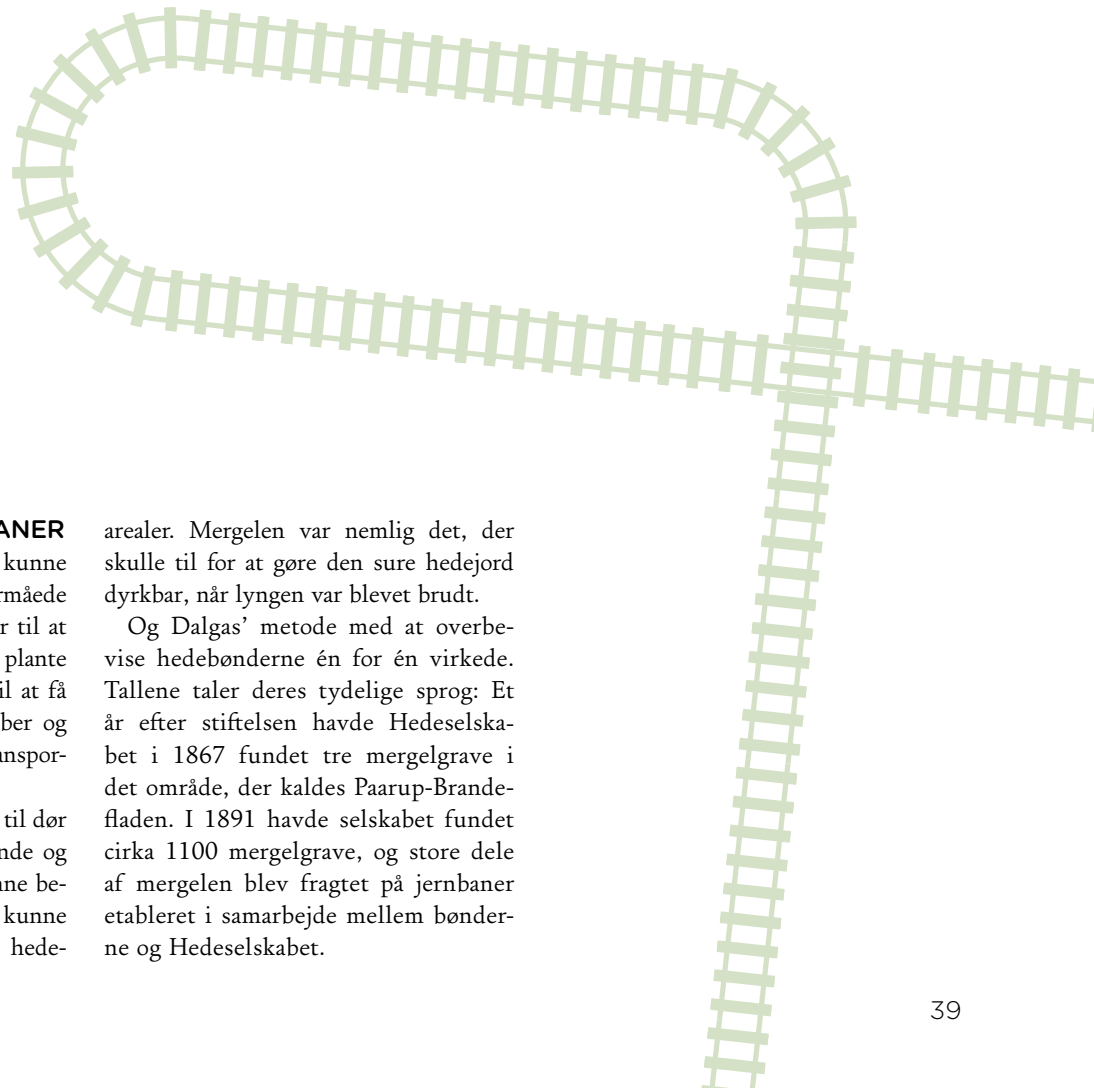 ANER
kunne
rmåede
r til at
plante
il at få
ber og
anspor-
til dør
nde og
nne be-
kunne
hede-
arealer. Mergelen var nemlig det, der
skulle til for at gøre den sure hedejord
dyrkbar, når lyngen var blevet brudt.
Og Dalgas’ metode med at overbe-
vise hedebønderne én for én virkede.
Tallene taler deres tydelige sprog: Et
år efter stiftelsen havde Hedeselska-
bet i 1867 fundet tre mergelgrave i
det område, der kaldes Paarup-Brande-
fladen. I 1891 havde selskabet fundet
cirka 1100 mergelgrave, og store dele
af mergelen blev fragtet på jernbaner
etableret i samarbejde mellem bønder-
ne og Hedeselskabet.
39